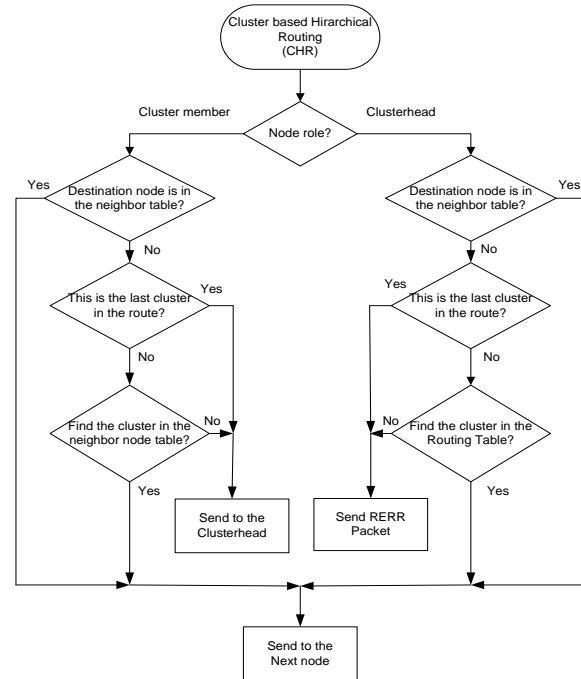 Cluster based Hirarchical
Routing
(CHR)
Cluster member
Clusterhead
Node role?
Yes
Destination node is in
the neighbor table?
Destination node is in
the neighbor table?
Yes
No
No
This is the last cluster
in the route?
Yes
Yes
This is the last cluster
in the route?
No
No
Find the cluster in the
neighbor node table?
No
No
Find the cluster in the
Routing Table?
Yes
Yes
Send to the
Clusterhead
Send RERR
Packet
Send to the
Next node